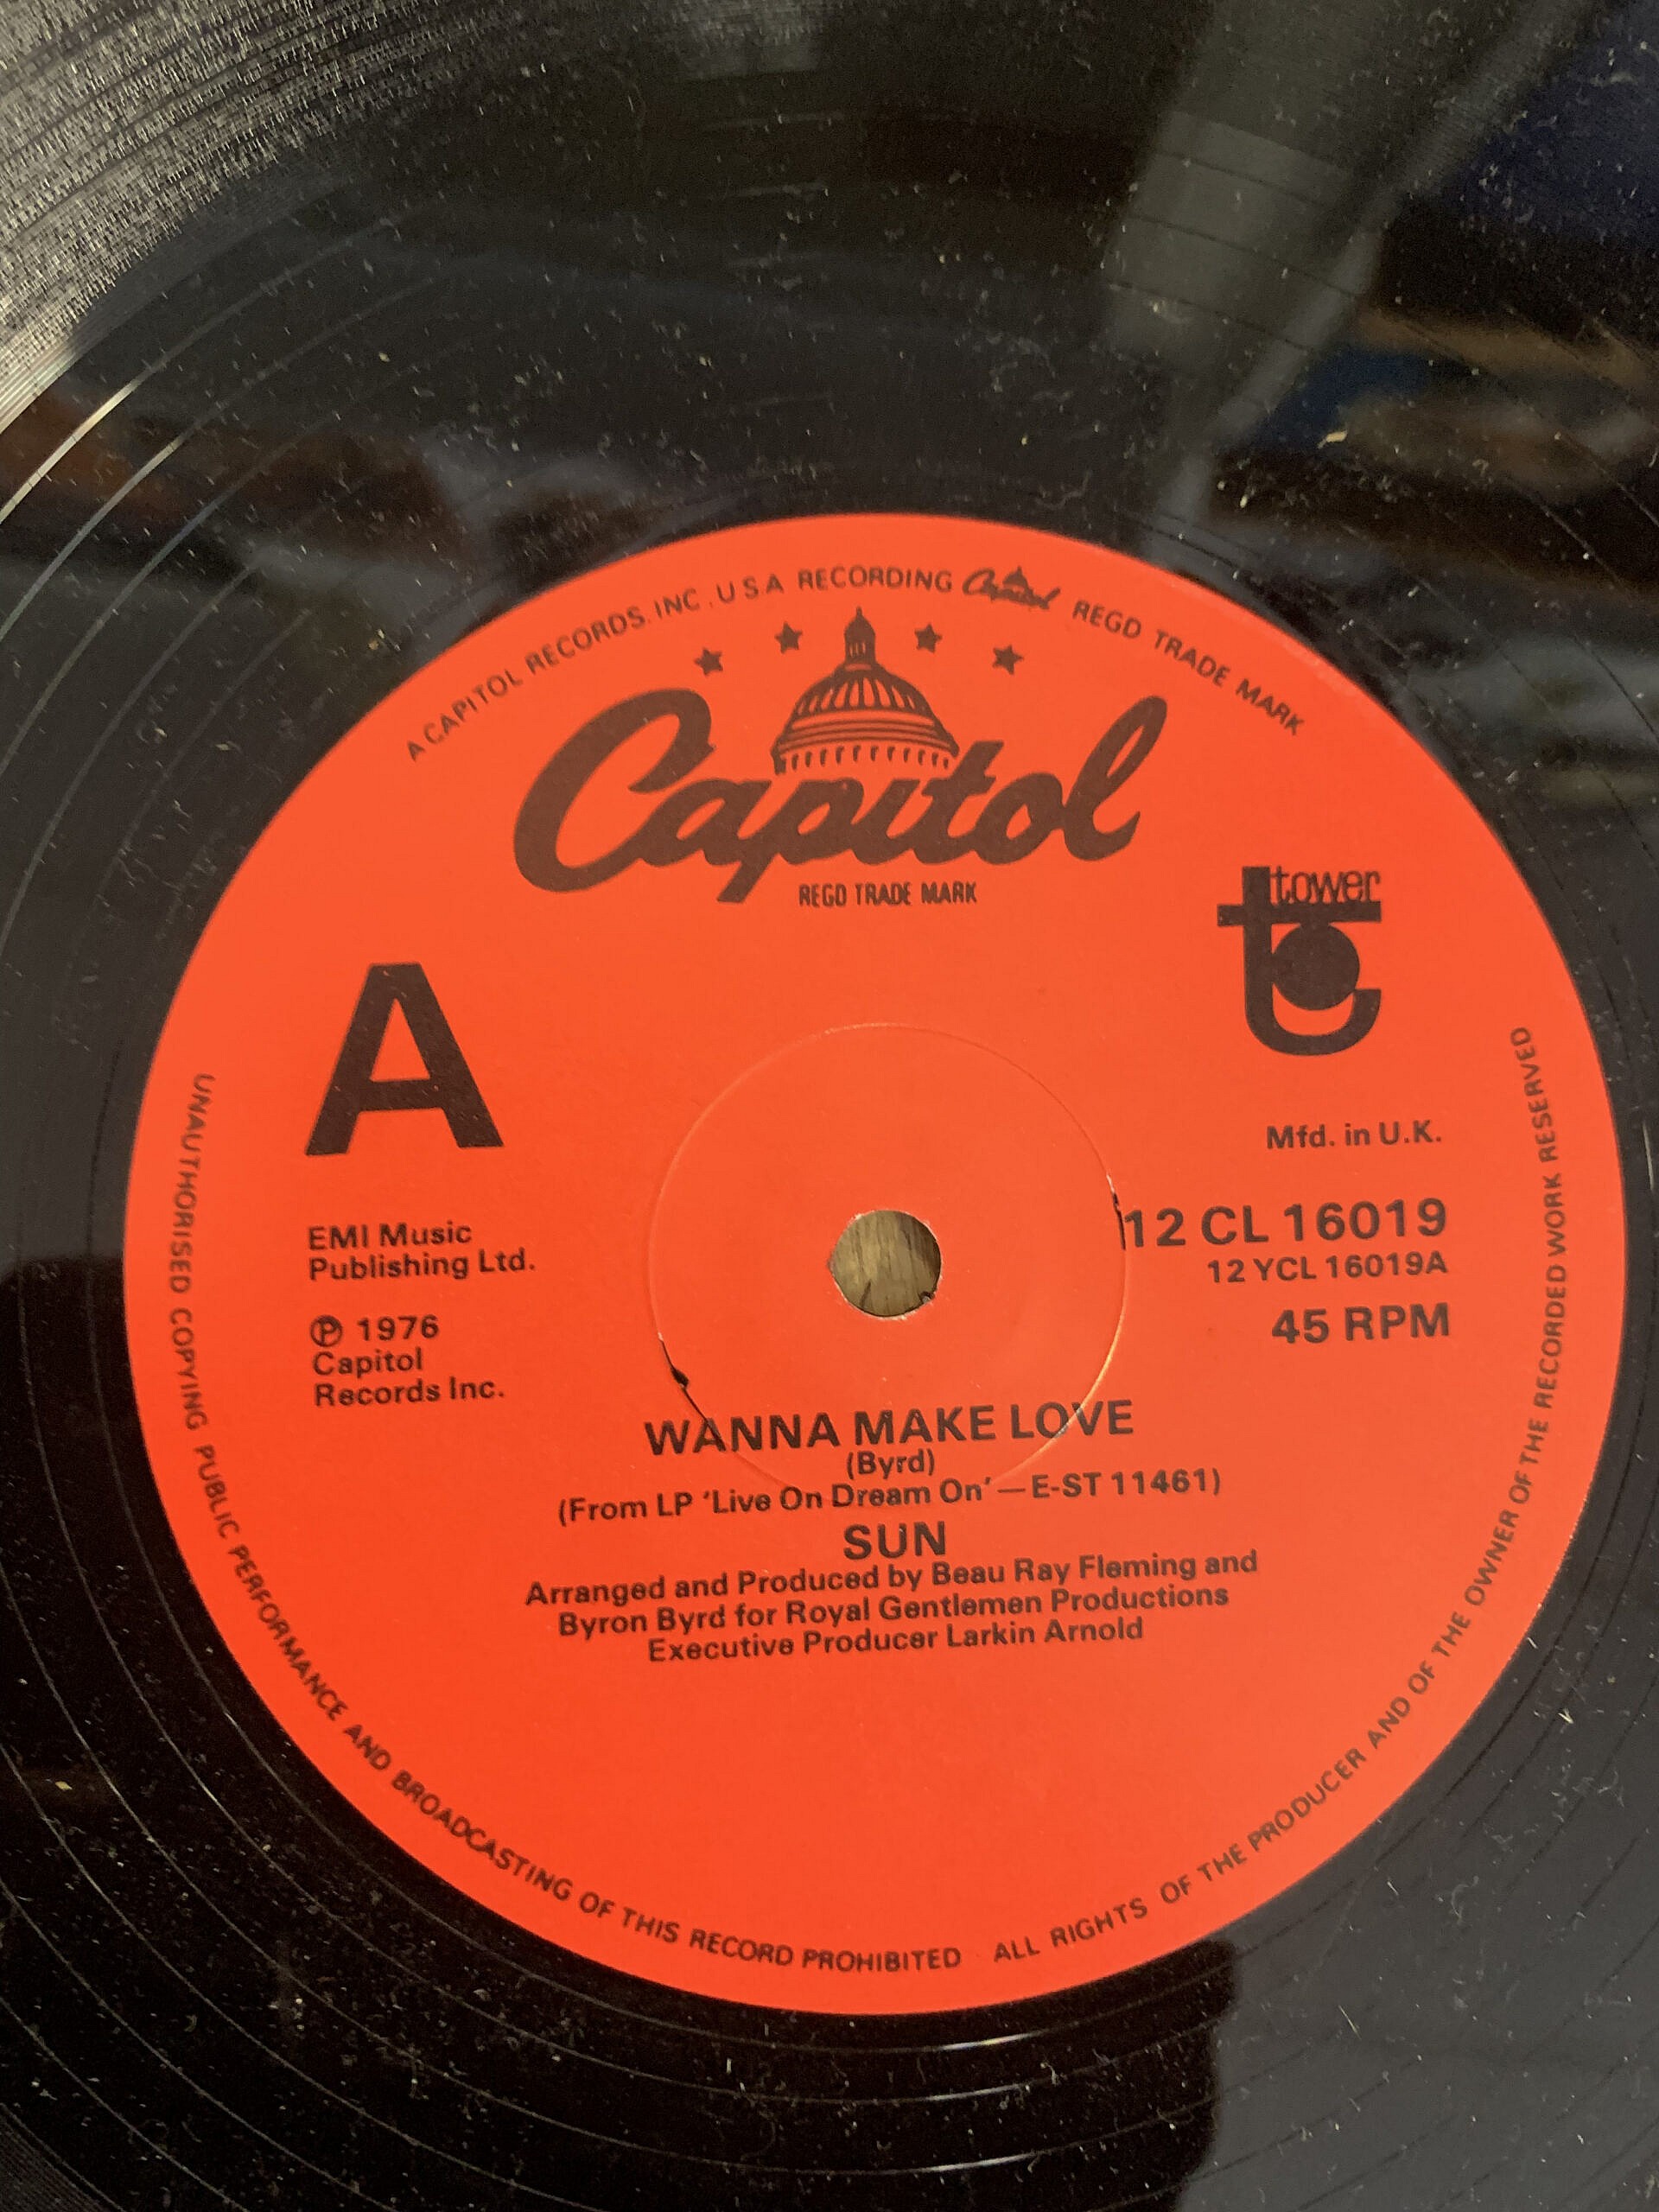 A CAPITOL RECORDS. INC. U.S.A RECORDING Capitol REGD TRADE MARK
Capitol
REGD TRADE MARK
tower
A
Mfd. in U.K.
EMI Music
Publishing Ltd.
℗ 1976
Capitol
Records Inc.
12 CL 16019
12 YCL 16019A
45 RPM
WANNA MAKE LOVE
(Byrd)
(From LP ‘Live On Dream On’—E-ST 11461)
SUN
Arranged and Produced by Beau Ray Fleming and
Byron Byrd for Royal Gentlemen Productions
Executive Producer Larkin Arnold
UNAUTHORISED COPYING PUBLIC PERFORMANCE AND BROADCASTING OF THIS RECORD PROHIBITED ALL RIGHTS OF THE PRODUCER AND OF THE OWNER OF THE RECORDED WORK RESERVED